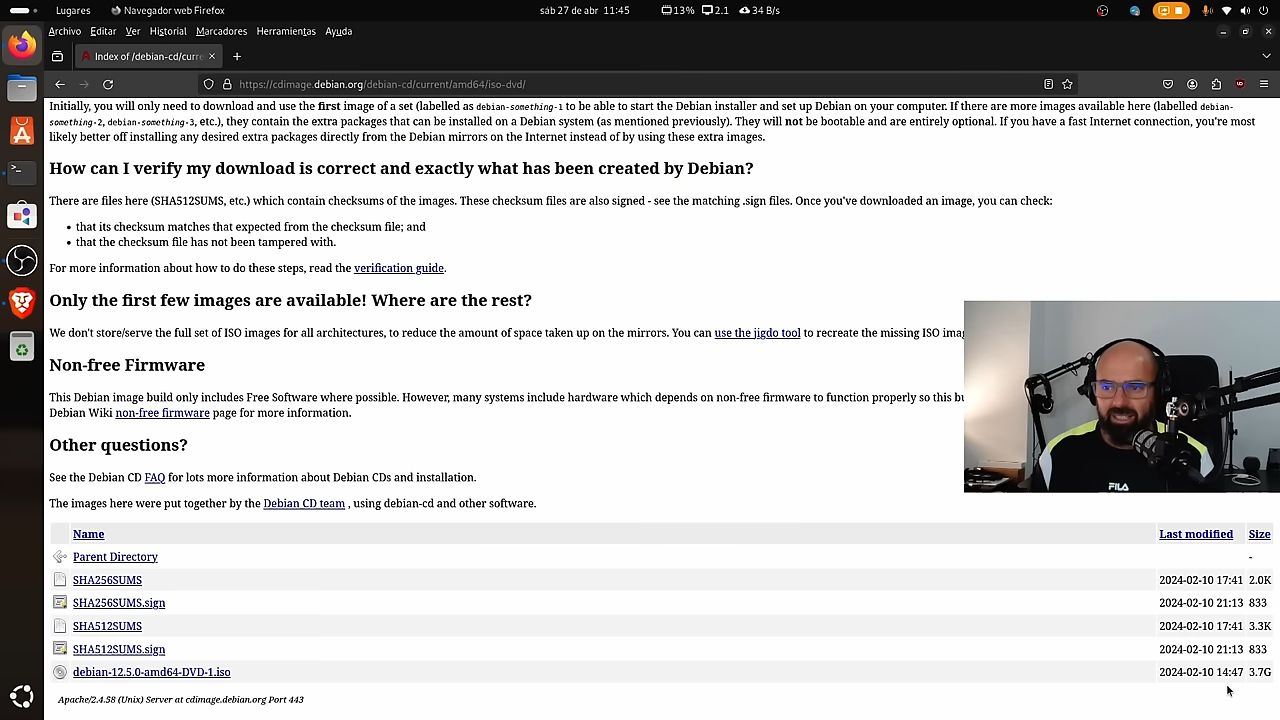 Lugares Navegador web Firefox sáb 27 de abr 11:45 13% 2.1 34 B/s
Archivo Editar Ver Historial Marcadores Herramientas Ayuda
Index of /debian-cd/curre
https://cdimage.debian.org/debian-cd/current/amd64/iso-dvd/
Initially, you will only need to download and use the first image of a set (labelled as debian-something-1 to be able to start the Debian installer and set up Debian on your computer. If there are more images available here (labelled debian-
something-2, debian-something-3, etc.), they contain the extra packages that can be installed on a Debian system (as mentioned previously). They will not be bootable and are entirely optional. If you have a fast Internet connection, you're most
likely better off installing any desired extra packages directly from the Debian mirrors on the Internet instead of by using these extra images.
How can I verify my download is correct and exactly what has been created by Debian?
There are files here (SHA512SUMS, etc.) which contain checksums of the images. These checksum files are also signed - see the matching .sign files. Once you've downloaded an image, you can check:
• that its checksum matches that expected from the checksum file; and
• that the checksum file has not been tampered with.
For more information about how to do these steps, read the verification guide.
Only the first few images are available! Where are the rest?
We don't store/serve the full set of ISO images for all architectures, to reduce the amount of space taken up on the mirrors. You can use the jigdo tool to recreate the missing ISO imag
Non-free Firmware
This Debian image build only includes Free Software where possible. However, many systems include hardware which depends on non-free firmware to function properly so this bu
Debian Wiki non-free firmware page for more information.
Other questions?
See the Debian CD FAQ for lots more information about Debian CDs and installation.
FILA
The images here were put together by the Debian CD team , using debian-cd and other software.
Name Last modified Size
Parent Directory -
SHA256SUMS 2024-02-10 17:41 2.0K
SHA256SUMS.sign 2024-02-10 21:13 833
SHA512SUMS 2024-02-10 17:41 3.3K
SHA512SUMS.sign 2024-02-10 21:13 833
debian-12.5.0-amd64-DVD-1.iso 2024-02-10 14:47 3.7G
Apache/2.4.58 (Unix) Server at cdimage.debian.org Port 443